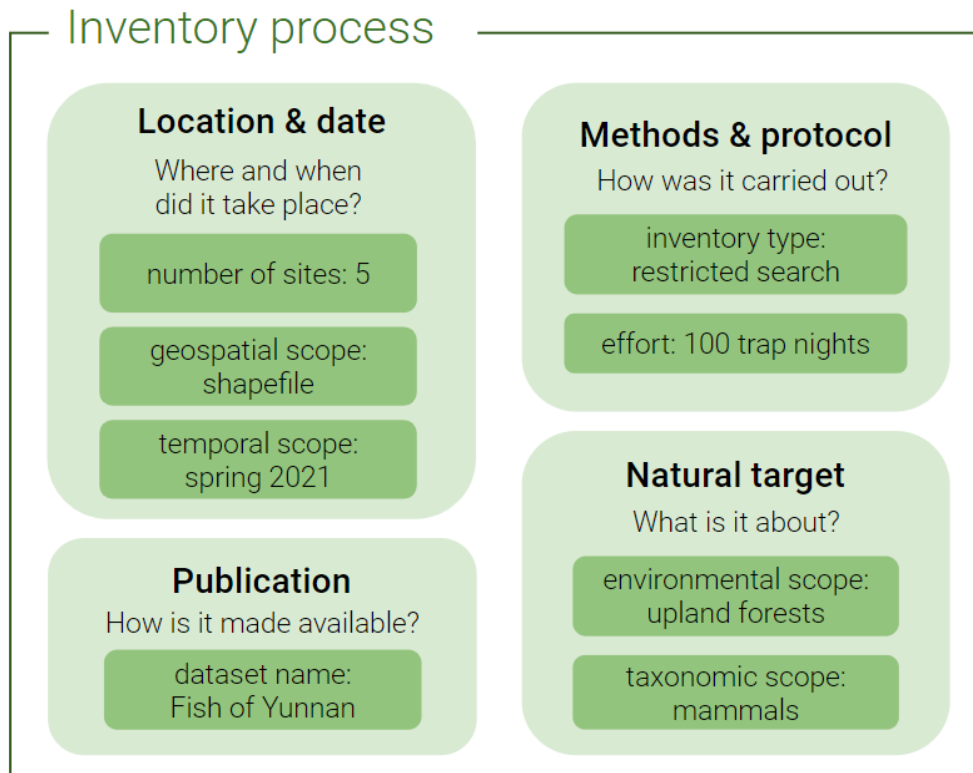 Inventory process
Location & date
Where and when
did it take place?
number of sites: 5
geospatial scope:
shapefile
temporal scope:
spring 2021
Publication
How is it made available?
dataset name:
Fish of Yunnan
Methods & protocol
How was it carried out?
inventory type:
restricted search
effort: 100 trap nights
Natural target
What is it about?
environmental scope:
upland forests
taxonomic scope:
mammals